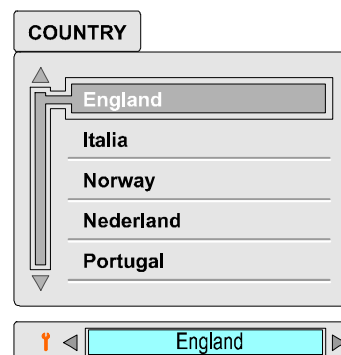 COUNTRY
England
Italia
Norway
Nederland
Portugal
England